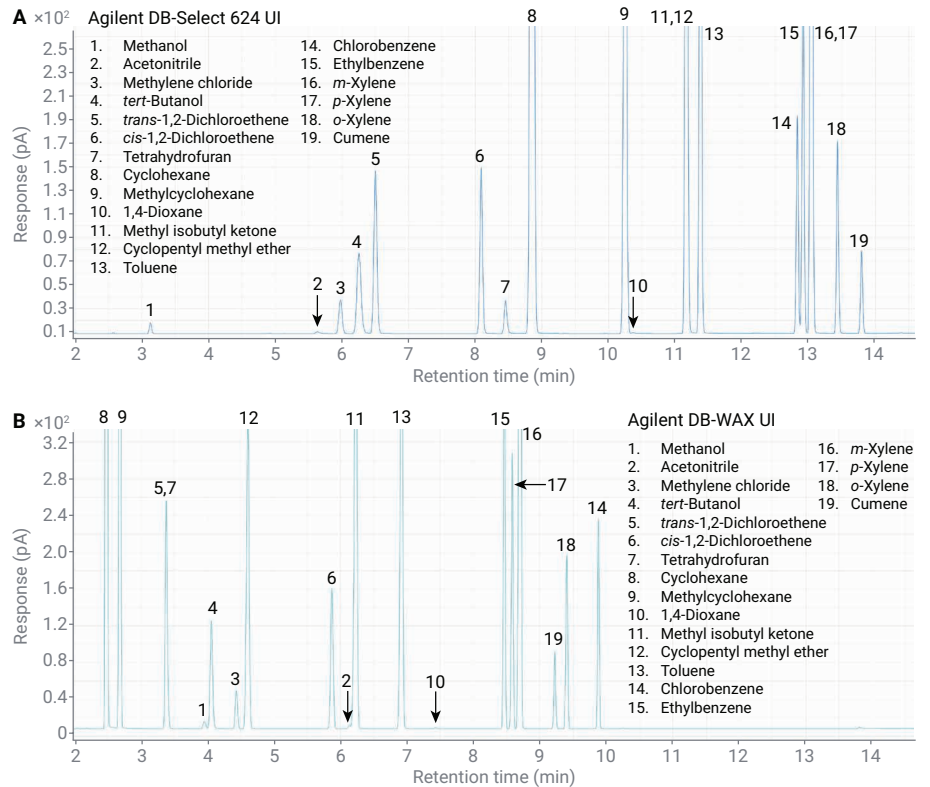 A ×10² Agilent DB-Select 624 UI
1. Methanol
2. Acetonitrile
3. Methylene chloride
4. tert-Butanol
5. trans-1,2-Dichloroethene
6. cis-1,2-Dichloroethene
7. Tetrahydrofuran
8. Cyclohexane
9. Methylcyclohexane
10. 1,4-Dioxane
11. Methyl isobutyl ketone
12. Cyclopentyl methyl ether
13. Toluene
14. Chlorobenzene
15. Ethylbenzene
16. m-Xylene
17. p-Xylene
18. o-Xylene
19. Cumene
Response (pA)
2.5
2.3
2.1
1.9
1.7
1.5
1.3
1.1
0.9
0.7
0.5
0.3
0.1
1
2
3
4
5
6
7
8
9
10
11,12
13
14
15
16,17
18
19
2 3 4 5 6 7 8 9 10 11 12 13 14
Retention time (min)
B ×10² Agilent DB-WAX UI
8 9
5,7
1
4
3
12
6
2
11
13
10
15
16
17
19
18
14
1. Methanol
2. Acetonitrile
3. Methylene chloride
4. tert-Butanol
5. trans-1,2-Dichloroethene
6. cis-1,2-Dichloroethene
7. Tetrahydrofuran
8. Cyclohexane
9. Methylcyclohexane
10. 1,4-Dioxane
11. Methyl isobutyl ketone
12. Cyclopentyl methyl ether
13. Toluene
14. Chlorobenzene
15. Ethylbenzene
16. m-Xylene
17. p-Xylene
18. o-Xylene
19. Cumene
Response (pA)
3.2
2.8
2.4
2.0
1.6
1.2
0.8
0.4
0
2 3 4 5 6 7 8 9 10 11 12 13 14
Retention time (min)